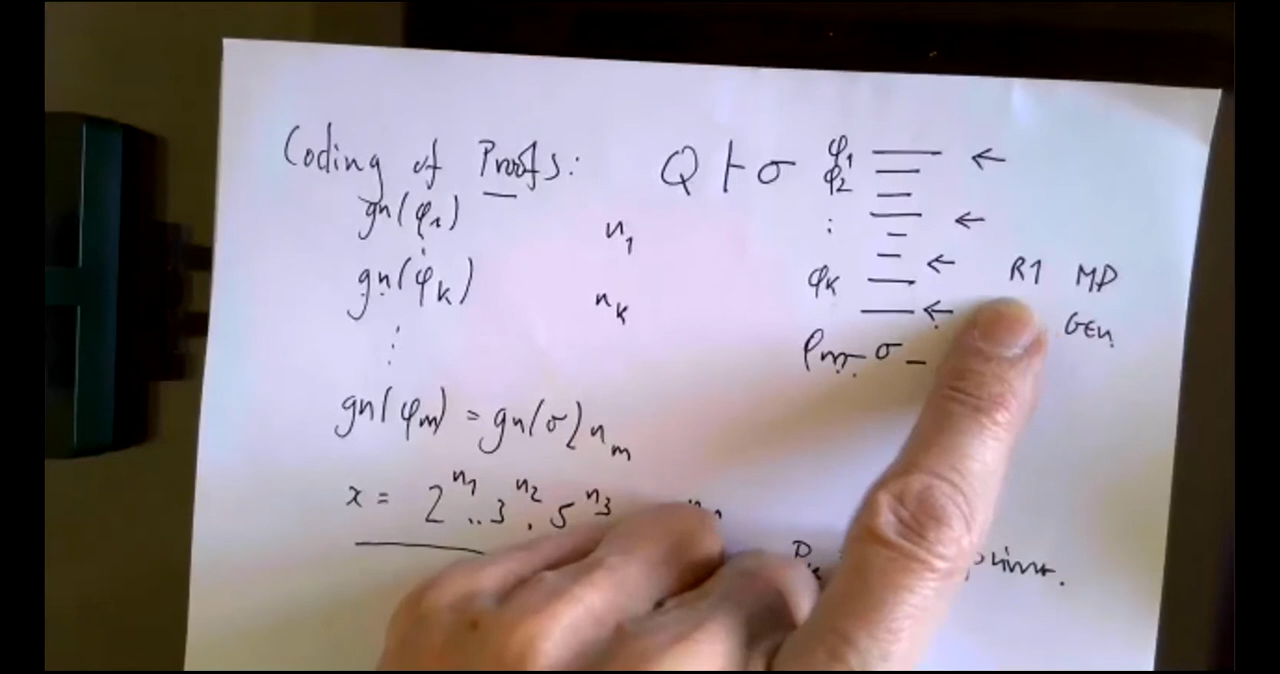 Coding of Proofs: Q ⊢ σ φ₁ ←
φ₂
gn(φ₁) n₁ ⋮ ←
gn(φₖ) nₖ φₖ ← R1 MP
← Gen
⋮ φₘ σ
gn(φₘ) = gn(σ) nₘ
x = 2^n₁ · 3^n₂ · 5^n₃